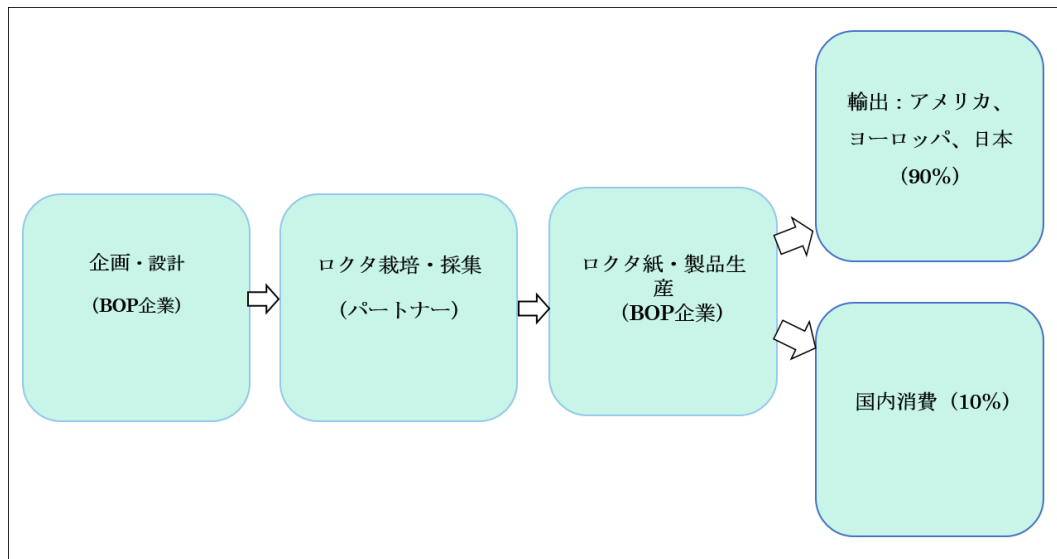 企画・設計
(BOP企業)
ロクタ栽培・採集
(パートナー)
ロクタ紙・製品生
産
(BOP企業)
輸出：アメリカ、
ヨーロッパ、日本
(90%)
国内消費 (10%)